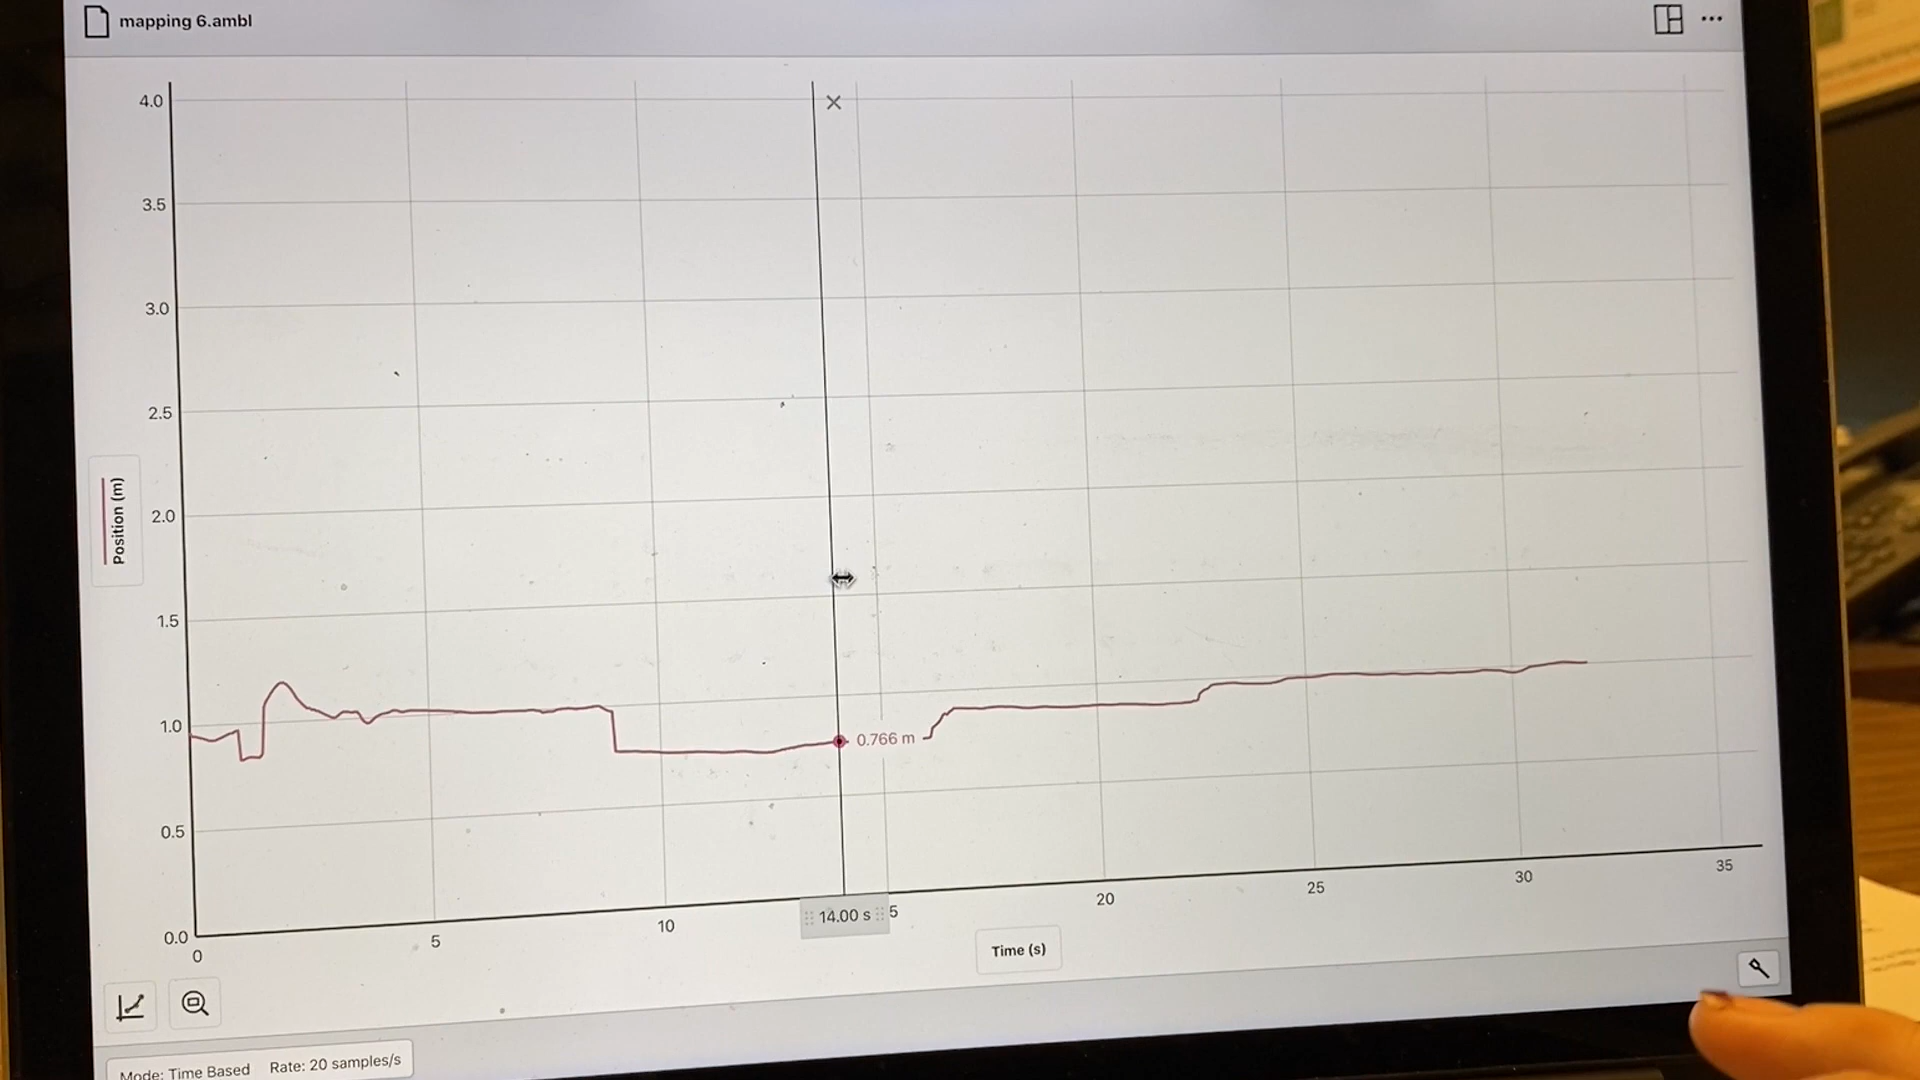 mapping 6.ambl
4.0
3.5
3.0
2.5
2.0
1.5
1.0
0.5
0.0
Position (m)
0.766 m
0
5
10
14.00 s
5
20
25
30
35
Time (s)
Mode: Time Based Rate: 20 samples/s